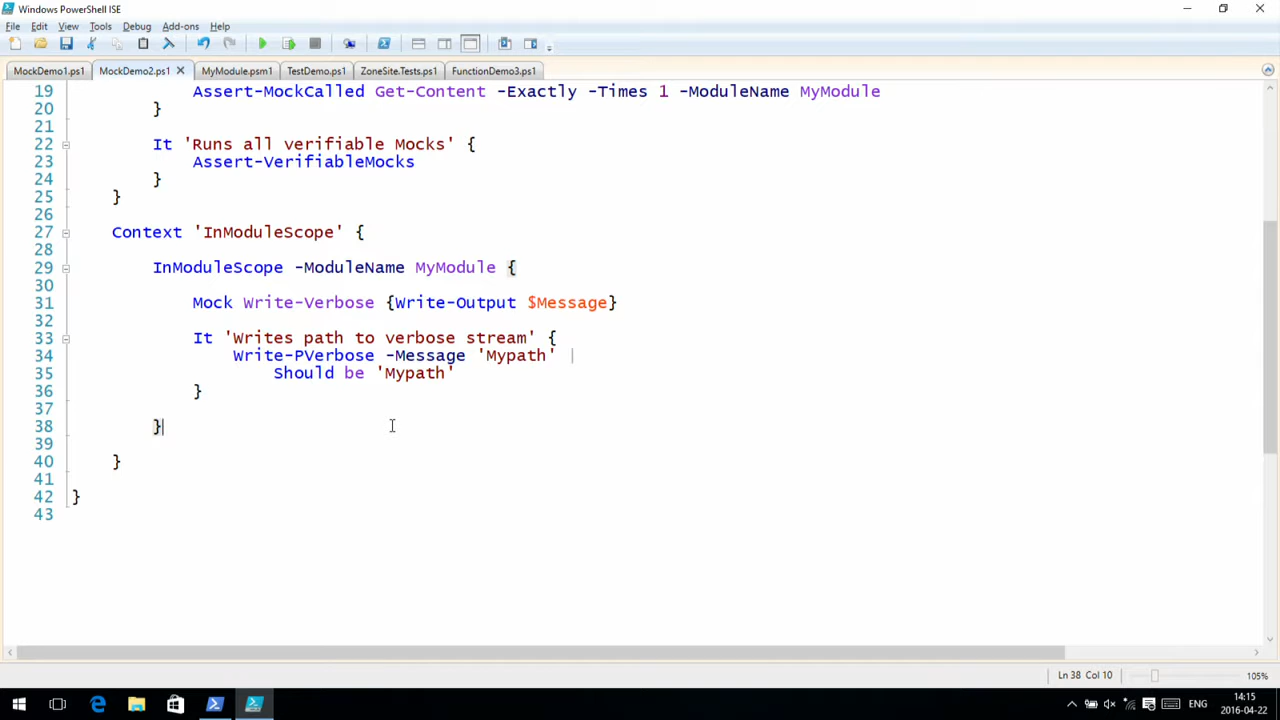 Windows PowerShell ISE
File Edit View Tools Debug Add-ons Help
MockDemo1.ps1 MockDemo2.ps1 MyModule.psm1 TestDemo.ps1 ZoneSite.Tests.ps1 FunctionDemo3.ps1
19 Assert-MockCalled Get-Content -Exactly -Times 1 -ModuleName MyModule
20 }
21
22 It 'Runs all verifiable Mocks' {
23 Assert-VerifiableMocks
24 }
25 }
26
27 Context 'InModuleScope' {
28
29 InModuleScope -ModuleName MyModule {
30
31 Mock Write-Verbose {Write-Output $Message}
32
33 It 'Writes path to verbose stream' {
34 Write-PVerbose -Message 'Mypath' |
35 Should be 'Mypath'
36 }
37
38 }
39
40 }
41
42 }
43
Ln 38 Col 10 105%
ENG 14:15
2016-04-22